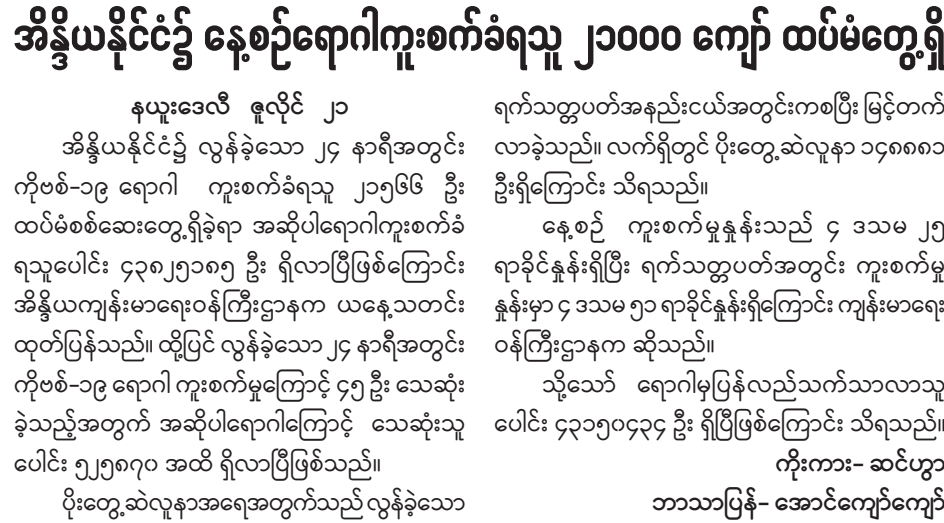 အိန္ဒိယနိုင်ငံ၌ နေ့စဉ်ရောဂါကူးစက်ခံရသူ ၂၁၀၀၀ ကျော် ထပ်မံတွေ့ရှိ
နယူးဒေလီ ဇူလိုင် ၂၁
အိန္ဒိယနိုင်ငံ၌ လွန်ခဲ့သော ၂၄ နာရီအတွင်း
ကိုဗစ်-၁၉ ရောဂါ ကူးစက်ခံရသူ ၂၁၅၆၆ ဦး
ထပ်မံစစ်ဆေးတွေ့ရှိခဲ့ရာ အဆိုပါရောဂါကူးစက်ခံ
ရသူပေါင်း ၄၃၈၂၅၁၈၅ ဦး ရှိလာပြီဖြစ်ကြောင်း
အိန္ဒိယကျန်းမာရေးဝန်ကြီးဌာနက ယနေ့သတင်း
ထုတ်ပြန်သည်။ ထို့ပြင် လွန်ခဲ့သော ၂၄ နာရီအတွင်း
ကိုဗစ်-၁၉ ရောဂါ ကူးစက်မှုကြောင့် ၄၅ ဦး သေဆုံး
ခဲ့သည့်အတွက် အဆိုပါရောဂါကြောင့် သေဆုံးသူ
ပေါင်း ၅၂၅၈၇၀ အထိ ရှိလာပြီဖြစ်သည်။
ပိုးတွေ့ဆဲလူနာအရေအတွက်သည် လွန်ခဲ့သော
ရက်သတ္တပတ်အနည်းငယ်အတွင်းကစပြီး မြင့်တက်
လာခဲ့သည်။ လက်ရှိတွင် ပိုးတွေ့ဆဲလူနာ ၁၄၈၈၈၁
ဦးရှိကြောင်း သိရသည်။
နေ့စဉ် ကူးစက်မှုနှုန်းသည် ၄ ဒသမ ၂၅
ရာခိုင်နှုန်းရှိပြီး ရက်သတ္တပတ်အတွင်း ကူးစက်မှု
နှုန်းမှာ ၄ ဒသမ ၅၁ ရာခိုင်နှုန်းရှိကြောင်း ကျန်းမာရေး
ဝန်ကြီးဌာနက ဆိုသည်။
သို့သော် ရောဂါမှပြန်လည်သက်သာလာသူ
ပေါင်း ၄၃၁၅၀၄၃၄ ဦး ရှိပြီဖြစ်ကြောင်း သိရသည်။
ကိုးကား- ဆင်ဟွာ
ဘာသာပြန်- အောင်ကျော်ကျော်